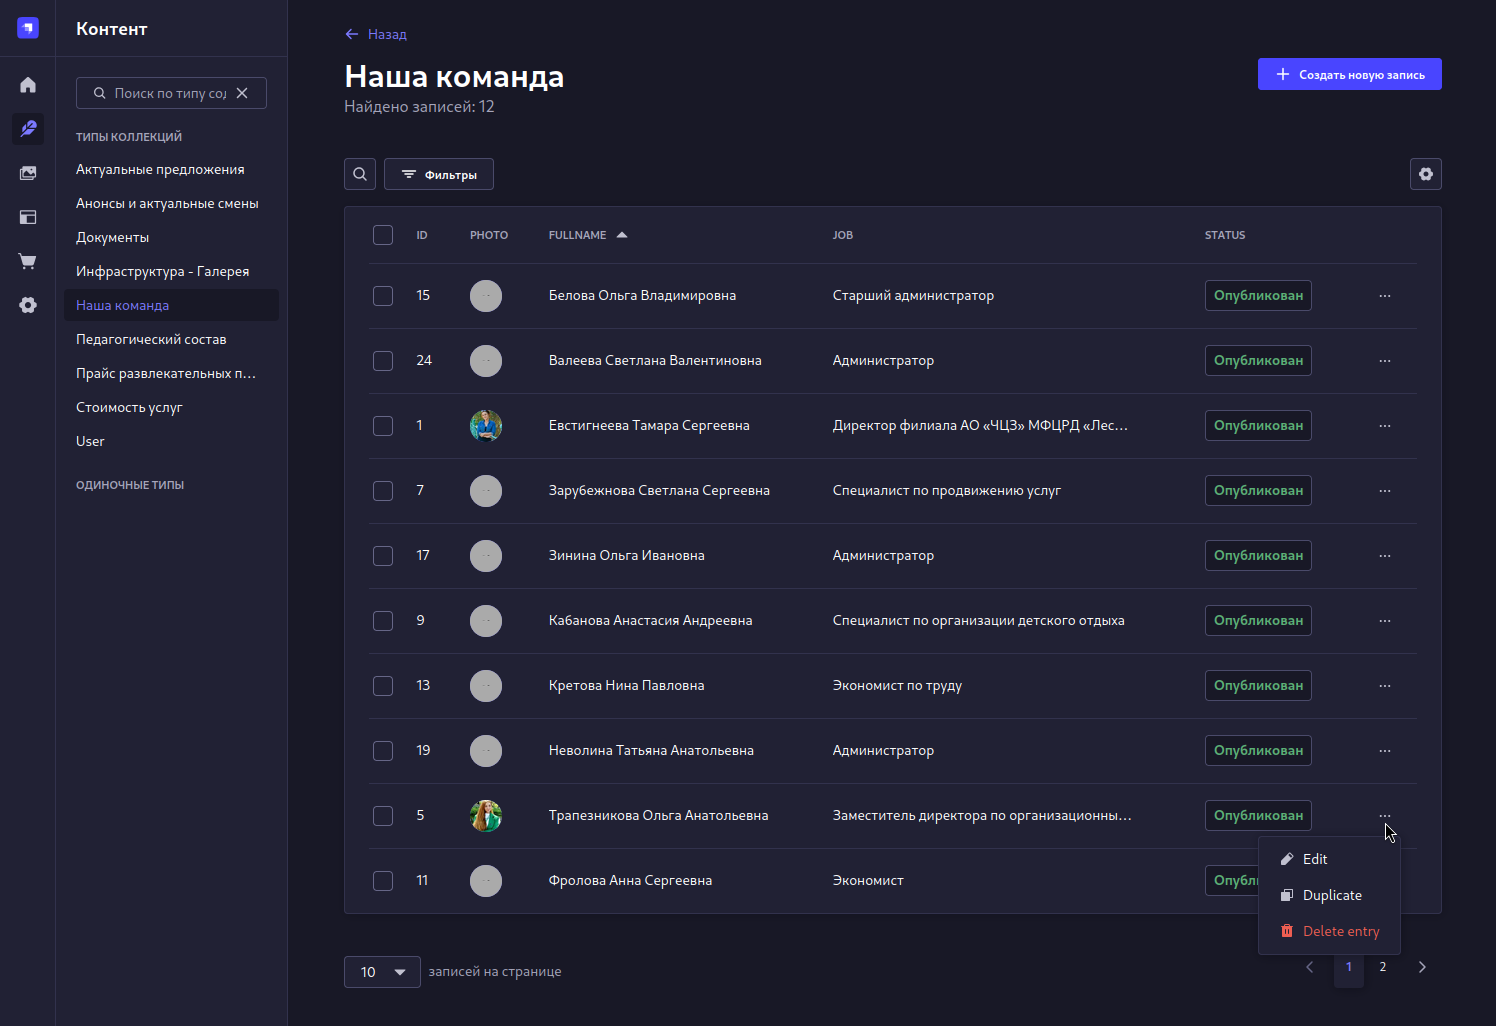 Контент
Поиск по типу сод
ТИПЫ КОЛЛЕКЦИЙ
Актуальные предложения
Анонсы и актуальные смены
Документы
Инфраструктура - Галерея
Наша команда
Педагогический состав
Прайс развлекательных п...
Стоимость услуг
User
ОДИНОЧНЫЕ ТИПЫ
Назад
Наша команда
Найдено записей: 12
Создать новую запись
Фильтры
ID PHOTO FULLNAME JOB STATUS
15 Белова Ольга Владимировна Старший администратор Опубликован
24 Валеева Светлана Валентиновна Администратор Опубликован
1 Евстигнеева Тамара Сергеевна Директор филиала АО «ЧЦЗ» МФЦРД «Лес... Опубликован
7 Зарубежнова Светлана Сергеевна Специалист по продвижению услуг Опубликован
17 Зинина Ольга Ивановна Администратор Опубликован
9 Кабанова Анастасия Андреевна Специалист по организации детского отдыха Опубликован
13 Кретова Нина Павловна Экономист по труду Опубликован
19 Неволина Татьяна Анатольевна Администратор Опубликован
5 Трапезникова Ольга Анатольевна Заместитель директора по организационны... Опубликован
11 Фролова Анна Сергеевна Экономист Опубл
Edit
Duplicate
Delete entry
10 записей на странице
1 2